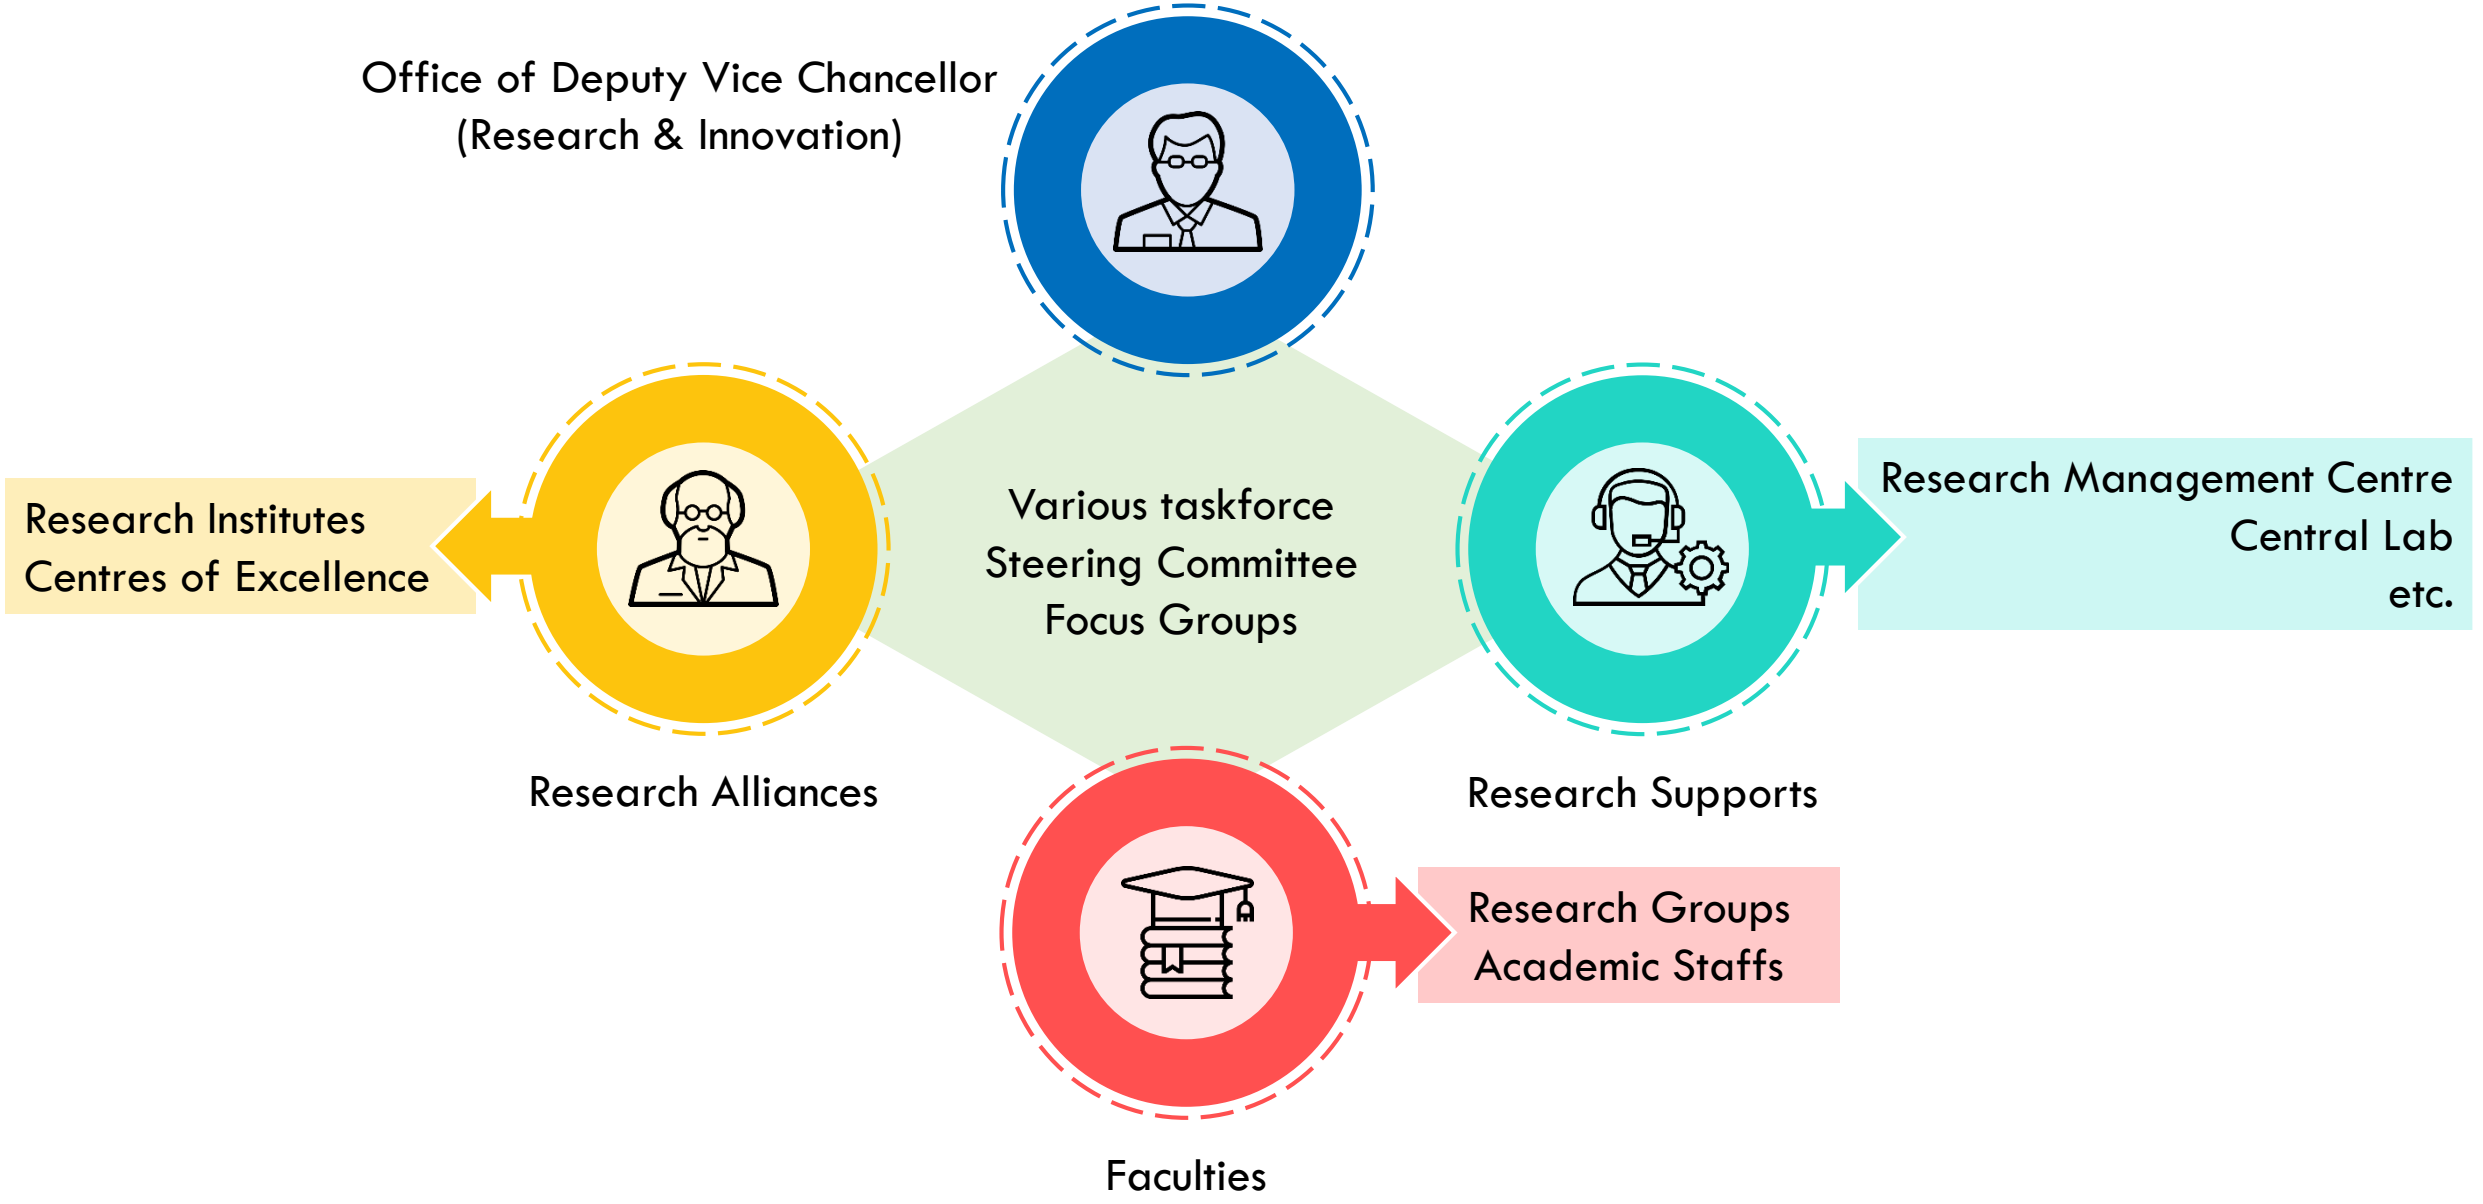 Office of Deputy Vice Chancellor
(Research & Innovation)
Research Institutes
Centres of Excellence
Various taskforce
Steering Committee
Focus Groups
Research Management Centre
Central Lab
etc.
Research Alliances
Research Supports
Research Groups
Academic Staffs
Faculties